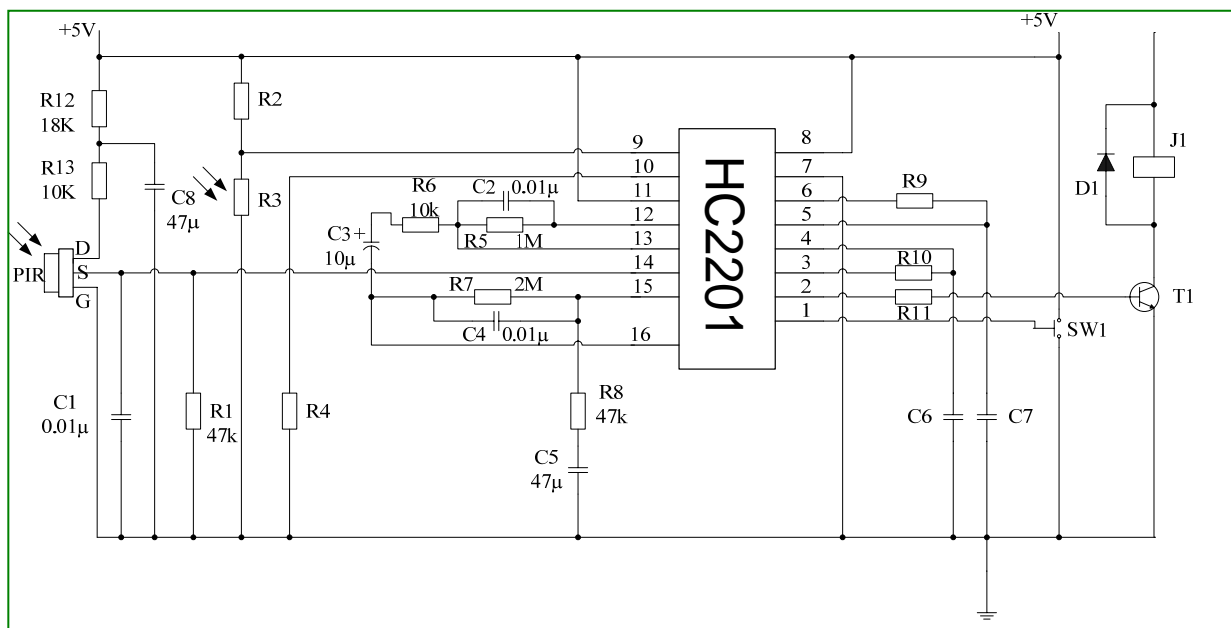 +5V
+5V
R12
18K
R2
R13
10K
C8
47μ
R3
PIR
D
S
G
C1
0.01μ
R1
47k
R4
C3+
10μ
R6
10k
C2
0.01μ
R5
1M
R7
2M
C4
0.01μ
R8
47k
C5
47μ
9
10
11
12
13
14
15
16
HC2201
8
7
6
5
4
3
2
1
R9
R10
R11
C6
C7
SW1
D1
J1
T1